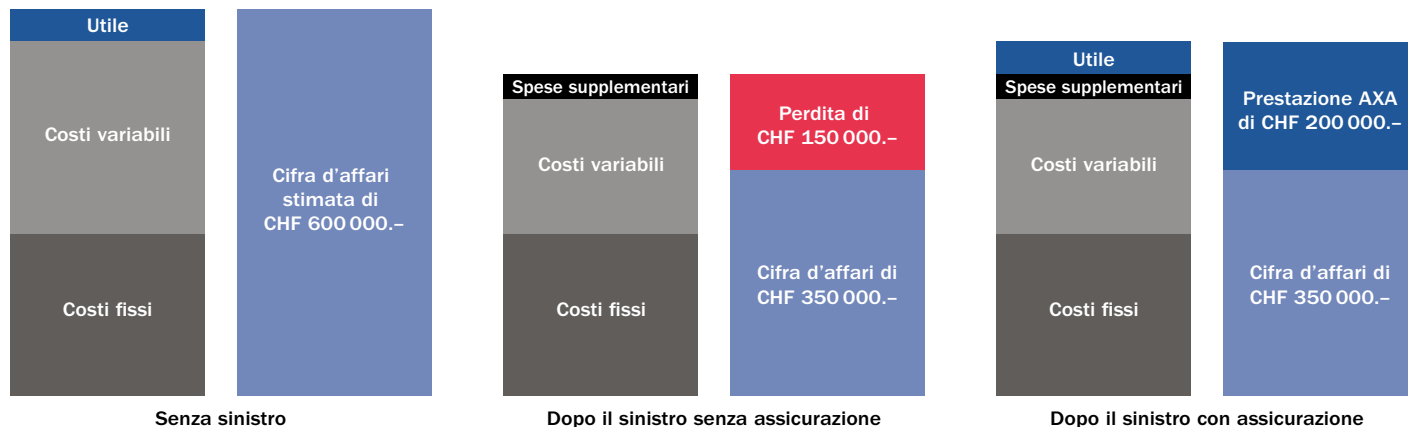 Utile
Costi variabili
Costi fissi
Cifra d'affari
stimata di
CHF 600 000.–
Senza sinistro
Spese supplementari
Costi variabili
Costi fissi
Perdita di
CHF 150 000.–
Cifra d'affari di
CHF 350 000.–
Dopo il sinistro senza assicurazione
Utile
Spese supplementari
Costi variabili
Costi fissi
Prestazione AXA
di CHF 200 000.–
Cifra d'affari di
CHF 350 000.–
Dopo il sinistro con assicurazione